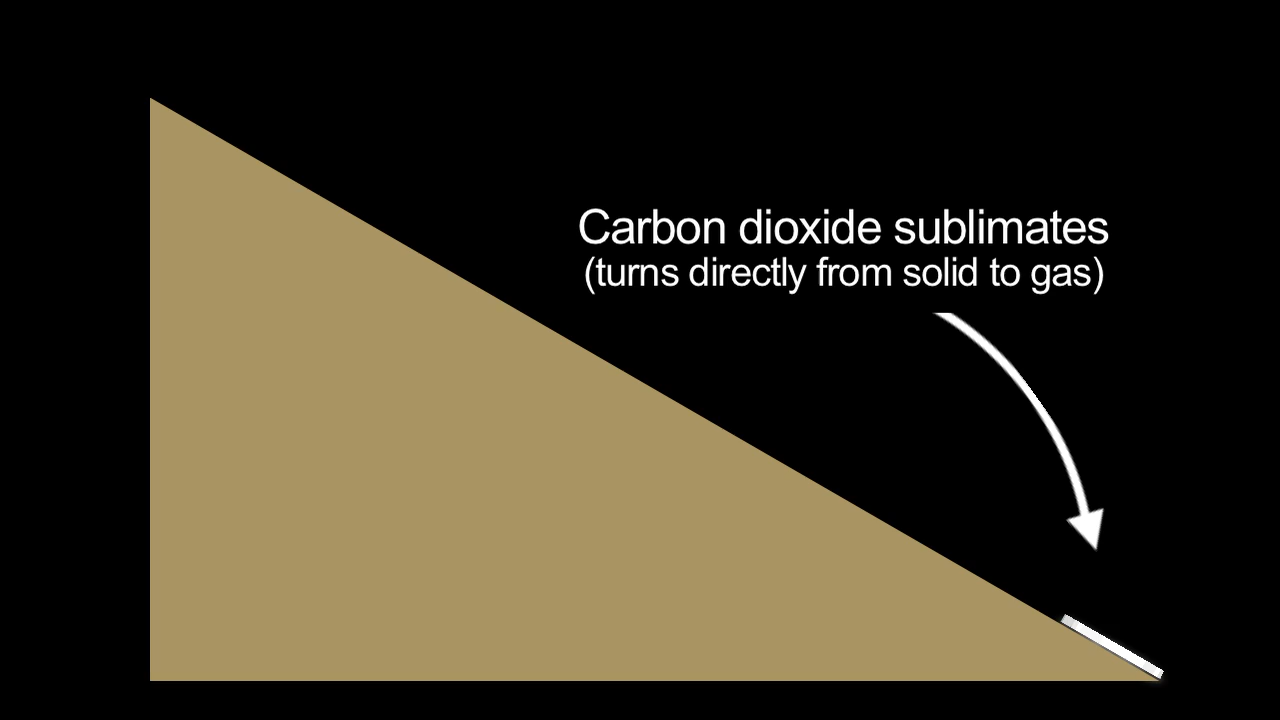 Carbon dioxide sublimates
(turns directly from solid to gas)